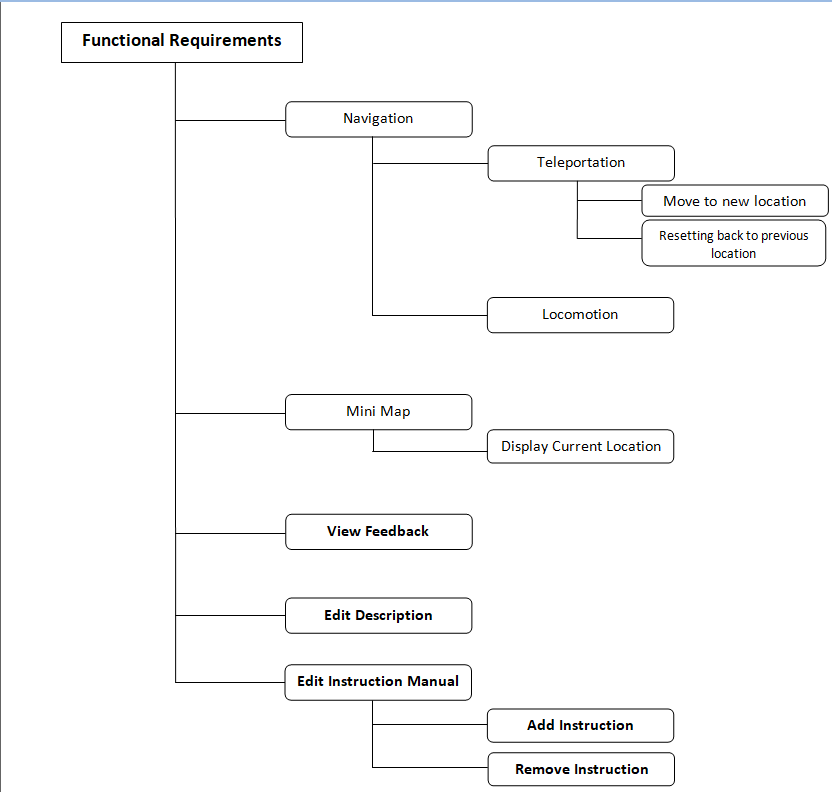 Functional Requirements
Navigation
Teleportation
Move to new location
Resetting back to previous
location
Locomotion
Mini Map
Display Current Location
View Feedback
Edit Description
Edit Instruction Manual
Add Instruction
Remove Instruction